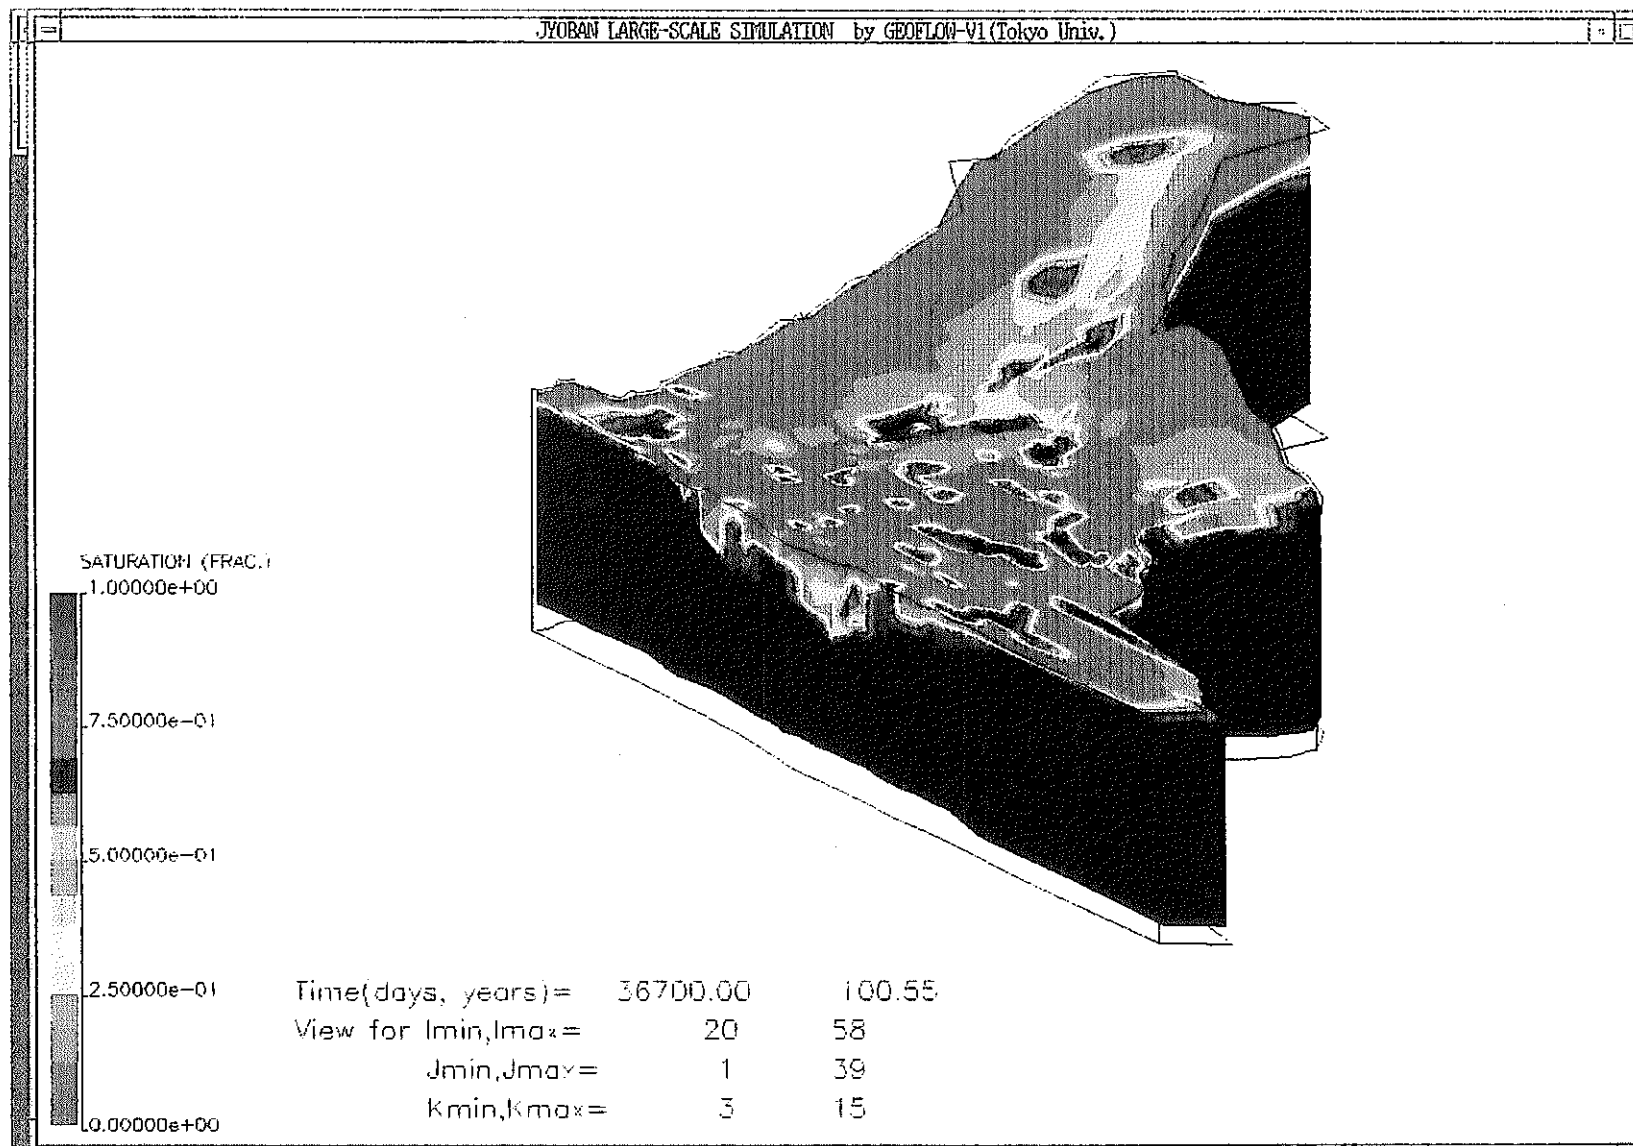 JYOBAN LARGE-SCALE SIMULATION by GEOFLOW-V1(Tokyo Univ.)
SATURATION (FRAC.)
1.00000e+00
7.50000e-01
5.00000e-01
2.50000e-01
0.00000e+00
Time(days, years)= 36700.00 100.55
View for Imin,Imax= 20 58
Jmin,Jmax= 1 39
Kmin,Kmax= 3 15